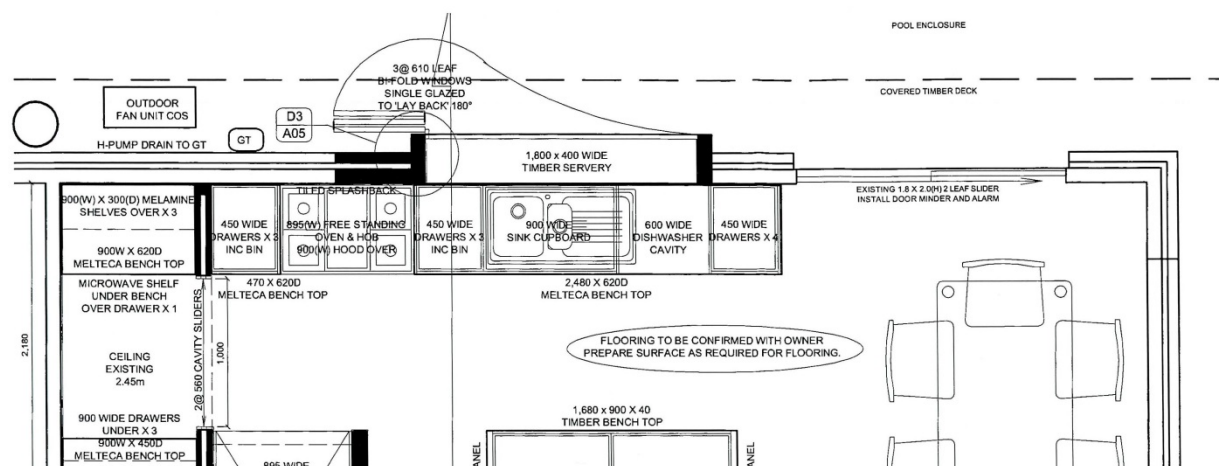 POOL ENCLOSURE
3@ 610 LEAF
BI-FOLD WINDOWS
SINGLE GLAZED
TO 'LAY BACK' 180°
COVERED TIMBER DECK
OUTDOOR
FAN UNIT COS
D3
A05
H-PUMP DRAIN TO GT
GT
1,800 x 400 WIDE
TIMBER SERVERY
EXISTING 1.8 X 2.0(H) 2 LEAF SLIDER
INSTALL DOOR MINDER AND ALARM
TILED SPLASHBACK
900(W) X 300(D) MELAMINE
SHELVES OVER X 3
900W X 620D
MELTECA BENCH TOP
450 WIDE
DRAWERS X 3
INC BIN
895(W) FREE STANDING
OVEN & HOB
900(W) HOOD OVER
450 WIDE
DRAWERS X 3
INC BIN
900 WIDE
SINK CUPBOARD
600 WIDE
DISHWASHER
CAVITY
450 WIDE
DRAWERS X 4
470 X 620D
MELTECA BENCH TOP
2,480 X 620D
MELTECA BENCH TOP
MICROWAVE SHELF
UNDER BENCH
OVER DRAWER X 1
2,180
CEILING
EXISTING
2.45m
2@ 560 CAVITY SLIDERS
1,000
FLOORING TO BE CONFIRMED WITH OWNER
PREPARE SURFACE AS REQUIRED FOR FLOORING.
900 WIDE DRAWERS
UNDER X 3
900W X 450D
MELTECA BENCH TOP
1,680 x 900 X 40
TIMBER BENCH TOP
895 WIDE
PANEL
PANEL